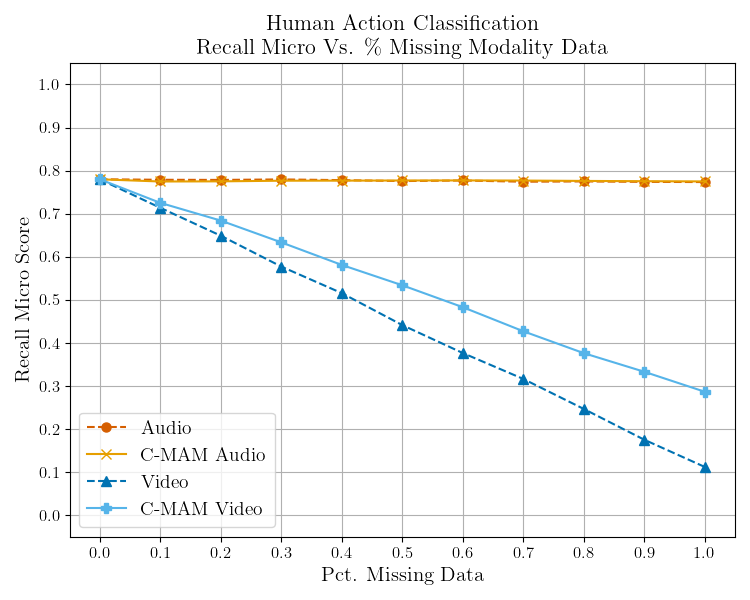 Human Action Classification
Recall Micro Vs. % Missing Modality Data
Recall Micro Score
1.0
0.9
0.8
0.7
0.6
0.5
0.4
0.3
0.2
0.1
0.0
Audio
C-MAM Audio
Video
C-MAM Video
0.0 0.1 0.2 0.3 0.4 0.5 0.6 0.7 0.8 0.9 1.0
Pct. Missing Data